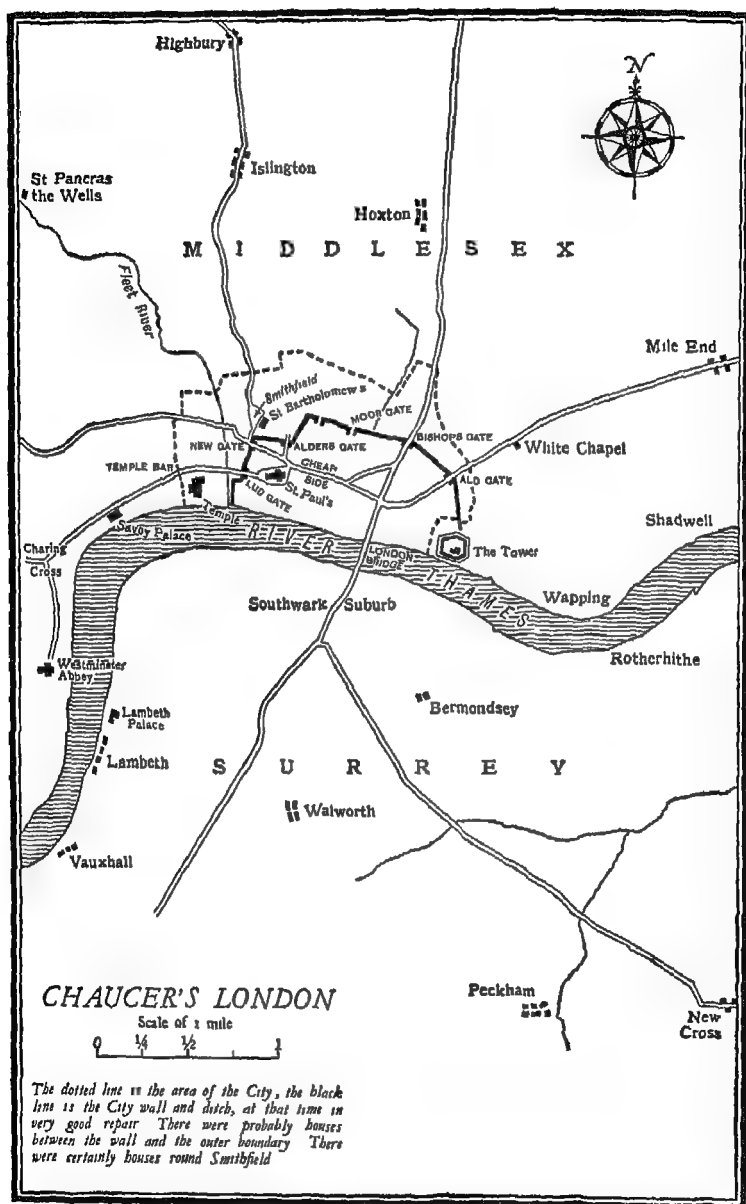 Highbury
N
Islington
St Pancras
the Wells
Hoxton
MIDDLESEX
Fleet River
Mile End
Smithfield
St Bartholomew's
MOOR GATE
NEW GATE
ALDERS GATE
BISHOPS GATE
White Chapel
TEMPLE BAR
CHEAP
SIDE
ALD GATE
LUD GATE
St. Paul's
Temple
Savoy Palace
RIVER THAMES
Shadwell
Charing
Cross
LONDON
BRIDGE
The Tower
Wapping
Southwark Suburb
Rotherhithe
Westminster
Abbey
Bermondsey
Lambeth
Palace
Lambeth
SURREY
Walworth
Vauxhall
CHAUCER'S LONDON
Peckham
New
Cross
Scale of 1 mile
0 ¼ ½ 1
The dotted line is the area of the City, the black
line is the City wall and ditch, at that time in
very good repair There were probably houses
between the wall and the outer boundary There
were certainly houses round Smithfield